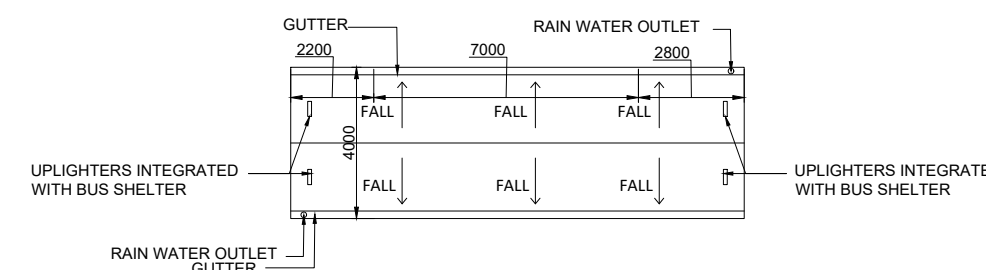 GUTTER
RAIN WATER OUTLET
2200
7000
2800
FALL
FALL
FALL
4000
UPLIGHTERS INTEGRATED
WITH BUS SHELTER
FALL
FALL
FALL
UPLIGHTERS INTEGRATE
WITH BUS SHELTER
RAIN WATER OUTLET
GUTTER